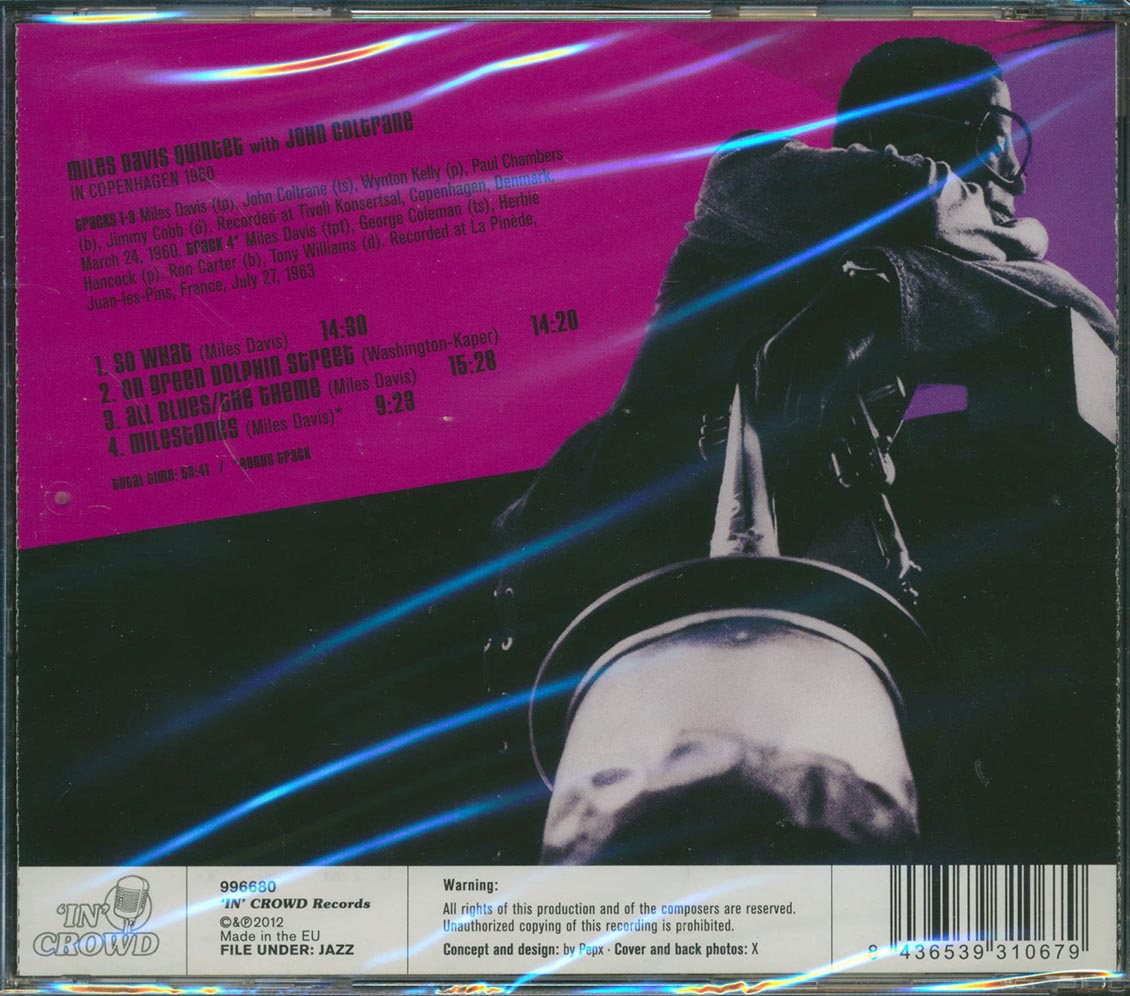 Miles Davis Quintet with John Coltrane
IN COPENHAGEN 1960
tracks 1-3 Miles Davis (tp), John Coltrane (ts), Wynton Kelly (p), Paul Chambers
(b), Jimmy Cobb (d). Recorded at Tivoli Konsertsal, Copenhagen, Denmark,
March 24, 1960. track 4* Miles Davis (tpt), George Coleman (ts), Herbie
Hancock (p), Ron Carter (b), Tony Williams (d). Recorded at La Pinède,
Juan-les-Pins, France, July 27, 1963
1. So What (Miles Davis) 14:30
2. On Green Dolphin Street (Washington-Kaper) 14:20
3. All Blues/The Theme (Miles Davis) 15:28
4. Milestones (Miles Davis)* 9:23
total time: 53:41 / *bonus track
'IN'
CROWD
996680
'IN' CROWD Records
©&℗2012
Made in the EU
FILE UNDER: JAZZ
Warning:
All rights of this production and of the composers are reserved.
Unauthorized copying of this recording is prohibited.
Concept and design: by Pepx · Cover and back photos: X
8 436539 310679